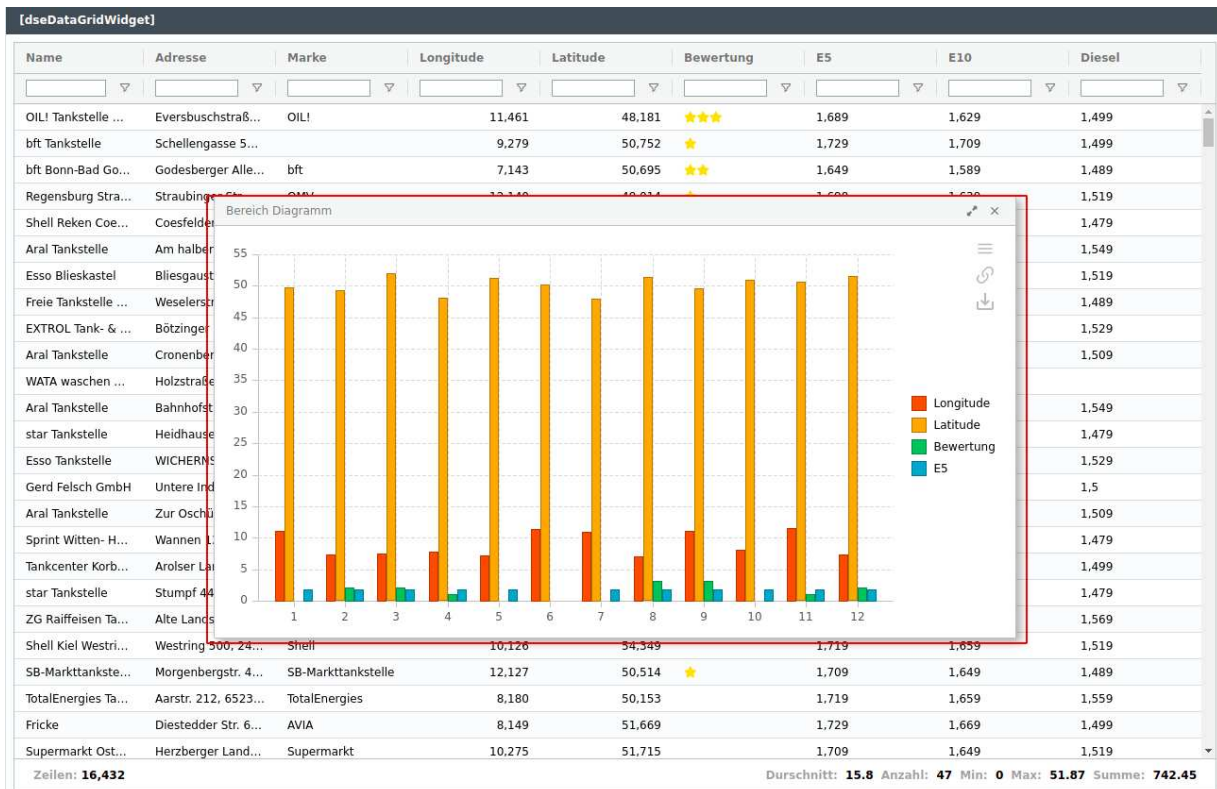 [dseDataGridWidget]
Name Adresse Marke Longitude Latitude Bewertung E5 E10 Diesel
OIL! Tankstelle ... Eversbuschstraß... OIL! 11,461 48,181 1,689 1,629 1,499
bft Tankstelle Schellengasse 5... 9,279 50,752 1,729 1,709 1,499
bft Bonn-Bad Go... Godesberger Alle... bft 7,143 50,695 1,649 1,589 1,489
Regensburg Stra... Straubinger Str... OMV 1,519
Shell Reken Coe... Coesfelder 1,479
Aral Tankstelle Am halber 1,549
Esso Blieskastel Bliesgaust 1,519
Freie Tankstelle ... Weselerstr 1,489
EXTROL Tank- & ... Bötzinger 1,529
Aral Tankstelle Cronenber 1,509
WATA waschen ... Holzstraße
Aral Tankstelle Bahnhofst 1,549
star Tankstelle Heidhause 1,479
Esso Tankstelle WICHERNS 1,529
Gerd Felsch GmbH Untere Ind 1,5
Aral Tankstelle Zur Oschü 1,509
Sprint Witten- H... Wannen 1 1,479
Tankcenter Korb... Arolser La 1,499
star Tankstelle Stumpf 44 1,479
ZG Raiffeisen Ta... Alte Lands 1,569
Bereich Diagramm
55
50
45
40
35
30
25
20
15
10
5
0
1 2 3 4 5 6 7 8 9 10 11 12
Longitude
Latitude
Bewertung
E5
Shell Kiel Westri... Westring 500, 24... Shell 10,126 54,349 1,719 1,659 1,519
SB-Markttankste... Morgenbergstr. 4... SB-Markttankstelle 12,127 50,514 1,709 1,649 1,489
TotalEnergies Ta... Aarstr. 212, 6523... TotalEnergies 8,180 50,153 1,719 1,659 1,559
Fricke Diestedder Str. 6... AVIA 8,149 51,669 1,729 1,669 1,499
Supermarkt Ost... Herzberger Land... Supermarkt 10,275 51,715 1,709 1,649 1,519
Zeilen: 16,432 Durschnitt: 15.8 Anzahl: 47 Min: 0 Max: 51.87 Summe: 742.45